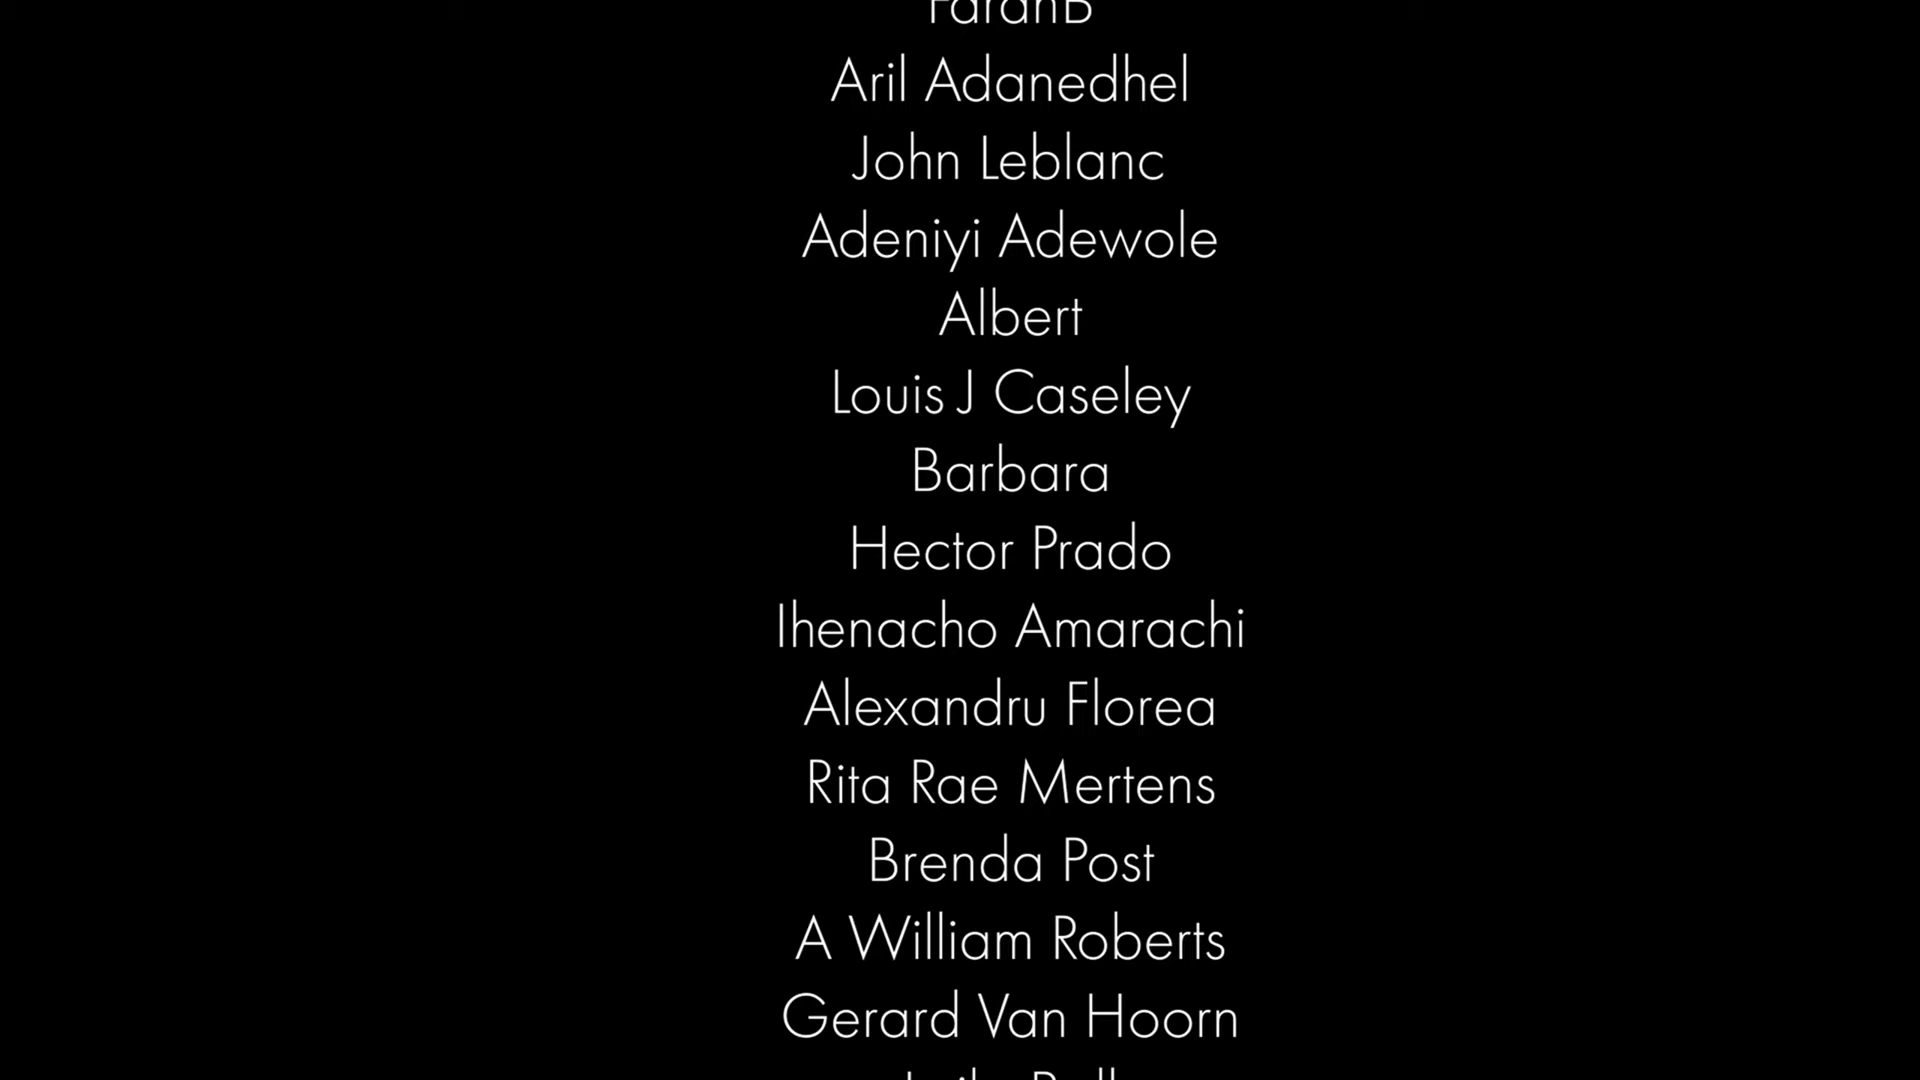 FarahB
Aril Adanedhel
John Leblanc
Adeniyi Adewole
Albert
Louis J Caseley
Barbara
Hector Prado
Ihenacho Amarachi
Alexandru Florea
Rita Rae Mertens
Brenda Post
A William Roberts
Gerard Van Hoorn